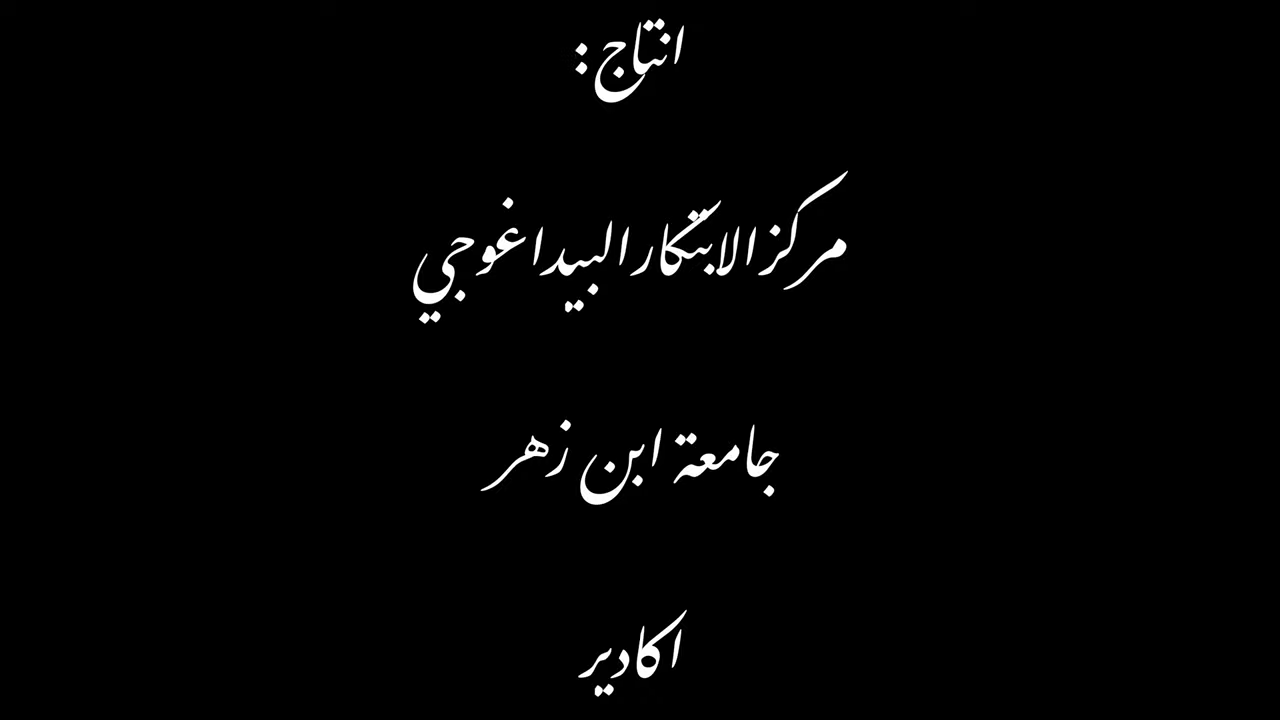 انتاج :
مركز الابتكار البيداغوجي
جامعة ابن زهر
اكادير